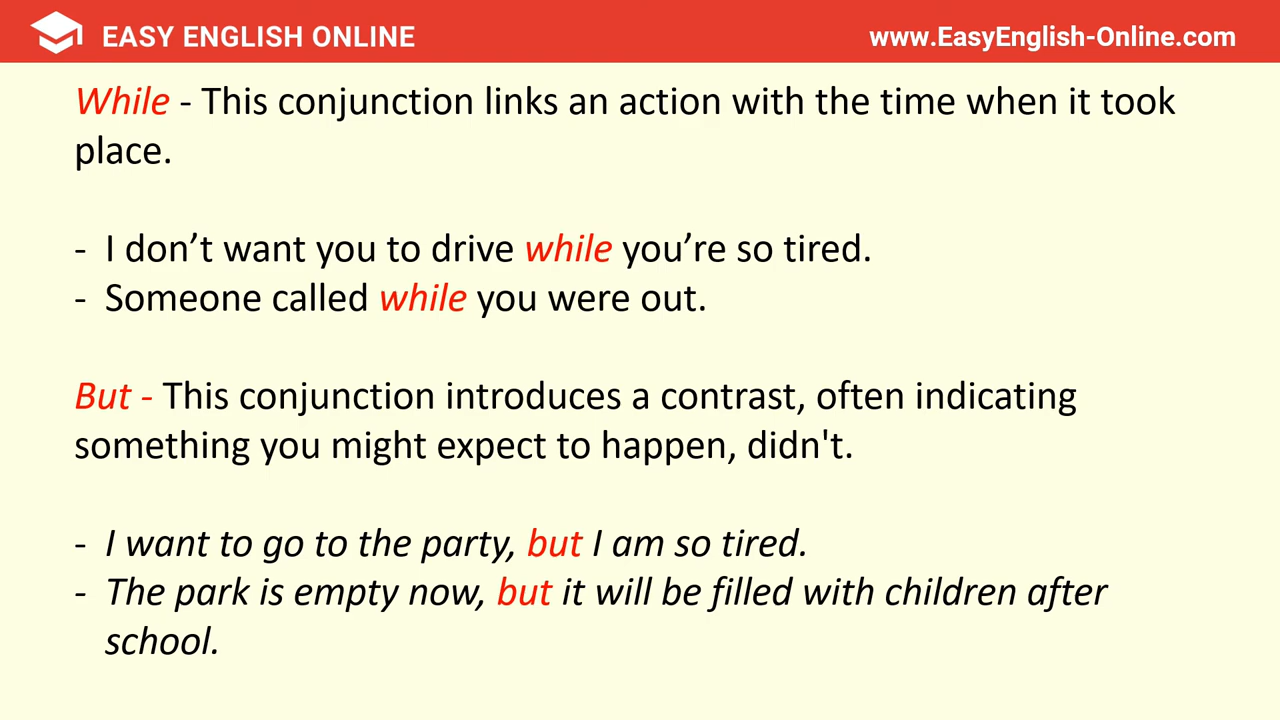 EASY ENGLISH ONLINE
www.EasyEnglish-Online.com
While - This conjunction links an action with the time when it took
place.
- I don’t want you to drive while you’re so tired.
- Someone called while you were out.
But - This conjunction introduces a contrast, often indicating
something you might expect to happen, didn't.
- I want to go to the party, but I am so tired.
- The park is empty now, but it will be filled with children after
school.